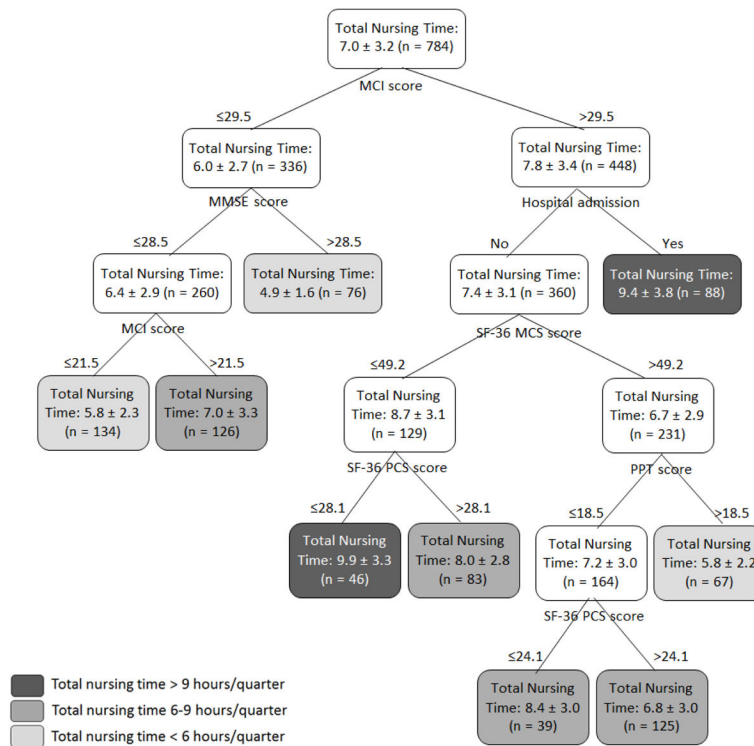 Total Nursing Time:
7.0 ± 3.2 (n = 784)
MCI score
≤29.5
>29.5
Total Nursing Time:
6.0 ± 2.7 (n = 336)
Total Nursing Time:
7.8 ± 3.4 (n = 448)
MMSE score
Hospital admission
≤28.5
>28.5
No
Yes
Total Nursing Time:
6.4 ± 2.9 (n = 260)
Total Nursing Time:
4.9 ± 1.6 (n = 76)
Total Nursing Time:
7.4 ± 3.1 (n = 360)
Total Nursing Time:
9.4 ± 3.8 (n = 88)
MCI score
SF-36 MCS score
≤21.5
>21.5
≤49.2
>49.2
Total Nursing
Time: 5.8 ± 2.3
(n = 134)
Total Nursing
Time: 7.0 ± 3.3
(n = 126)
Total Nursing
Time: 8.7 ± 3.1
(n = 129)
Total Nursing
Time: 6.7 ± 2.9
(n = 231)
SF-36 PCS score
PPT score
≤28.1
>28.1
≤18.5
>18.5
Total Nursing
Time: 9.9 ± 3.3
(n = 46)
Total Nursing
Time: 8.0 ± 2.8
(n = 83)
Total Nursing
Time: 7.2 ± 3.0
(n = 164)
Total Nursing
Time: 5.8 ± 2.2
(n = 67)
SF-36 PCS score
≤24.1
>24.1
Total Nursing
Time: 8.4 ± 3.0
(n = 39)
Total Nursing
Time: 6.8 ± 3.0
(n = 125)
Total nursing time > 9 hours/quarter
Total nursing time 6-9 hours/quarter
Total nursing time < 6 hours/quarter